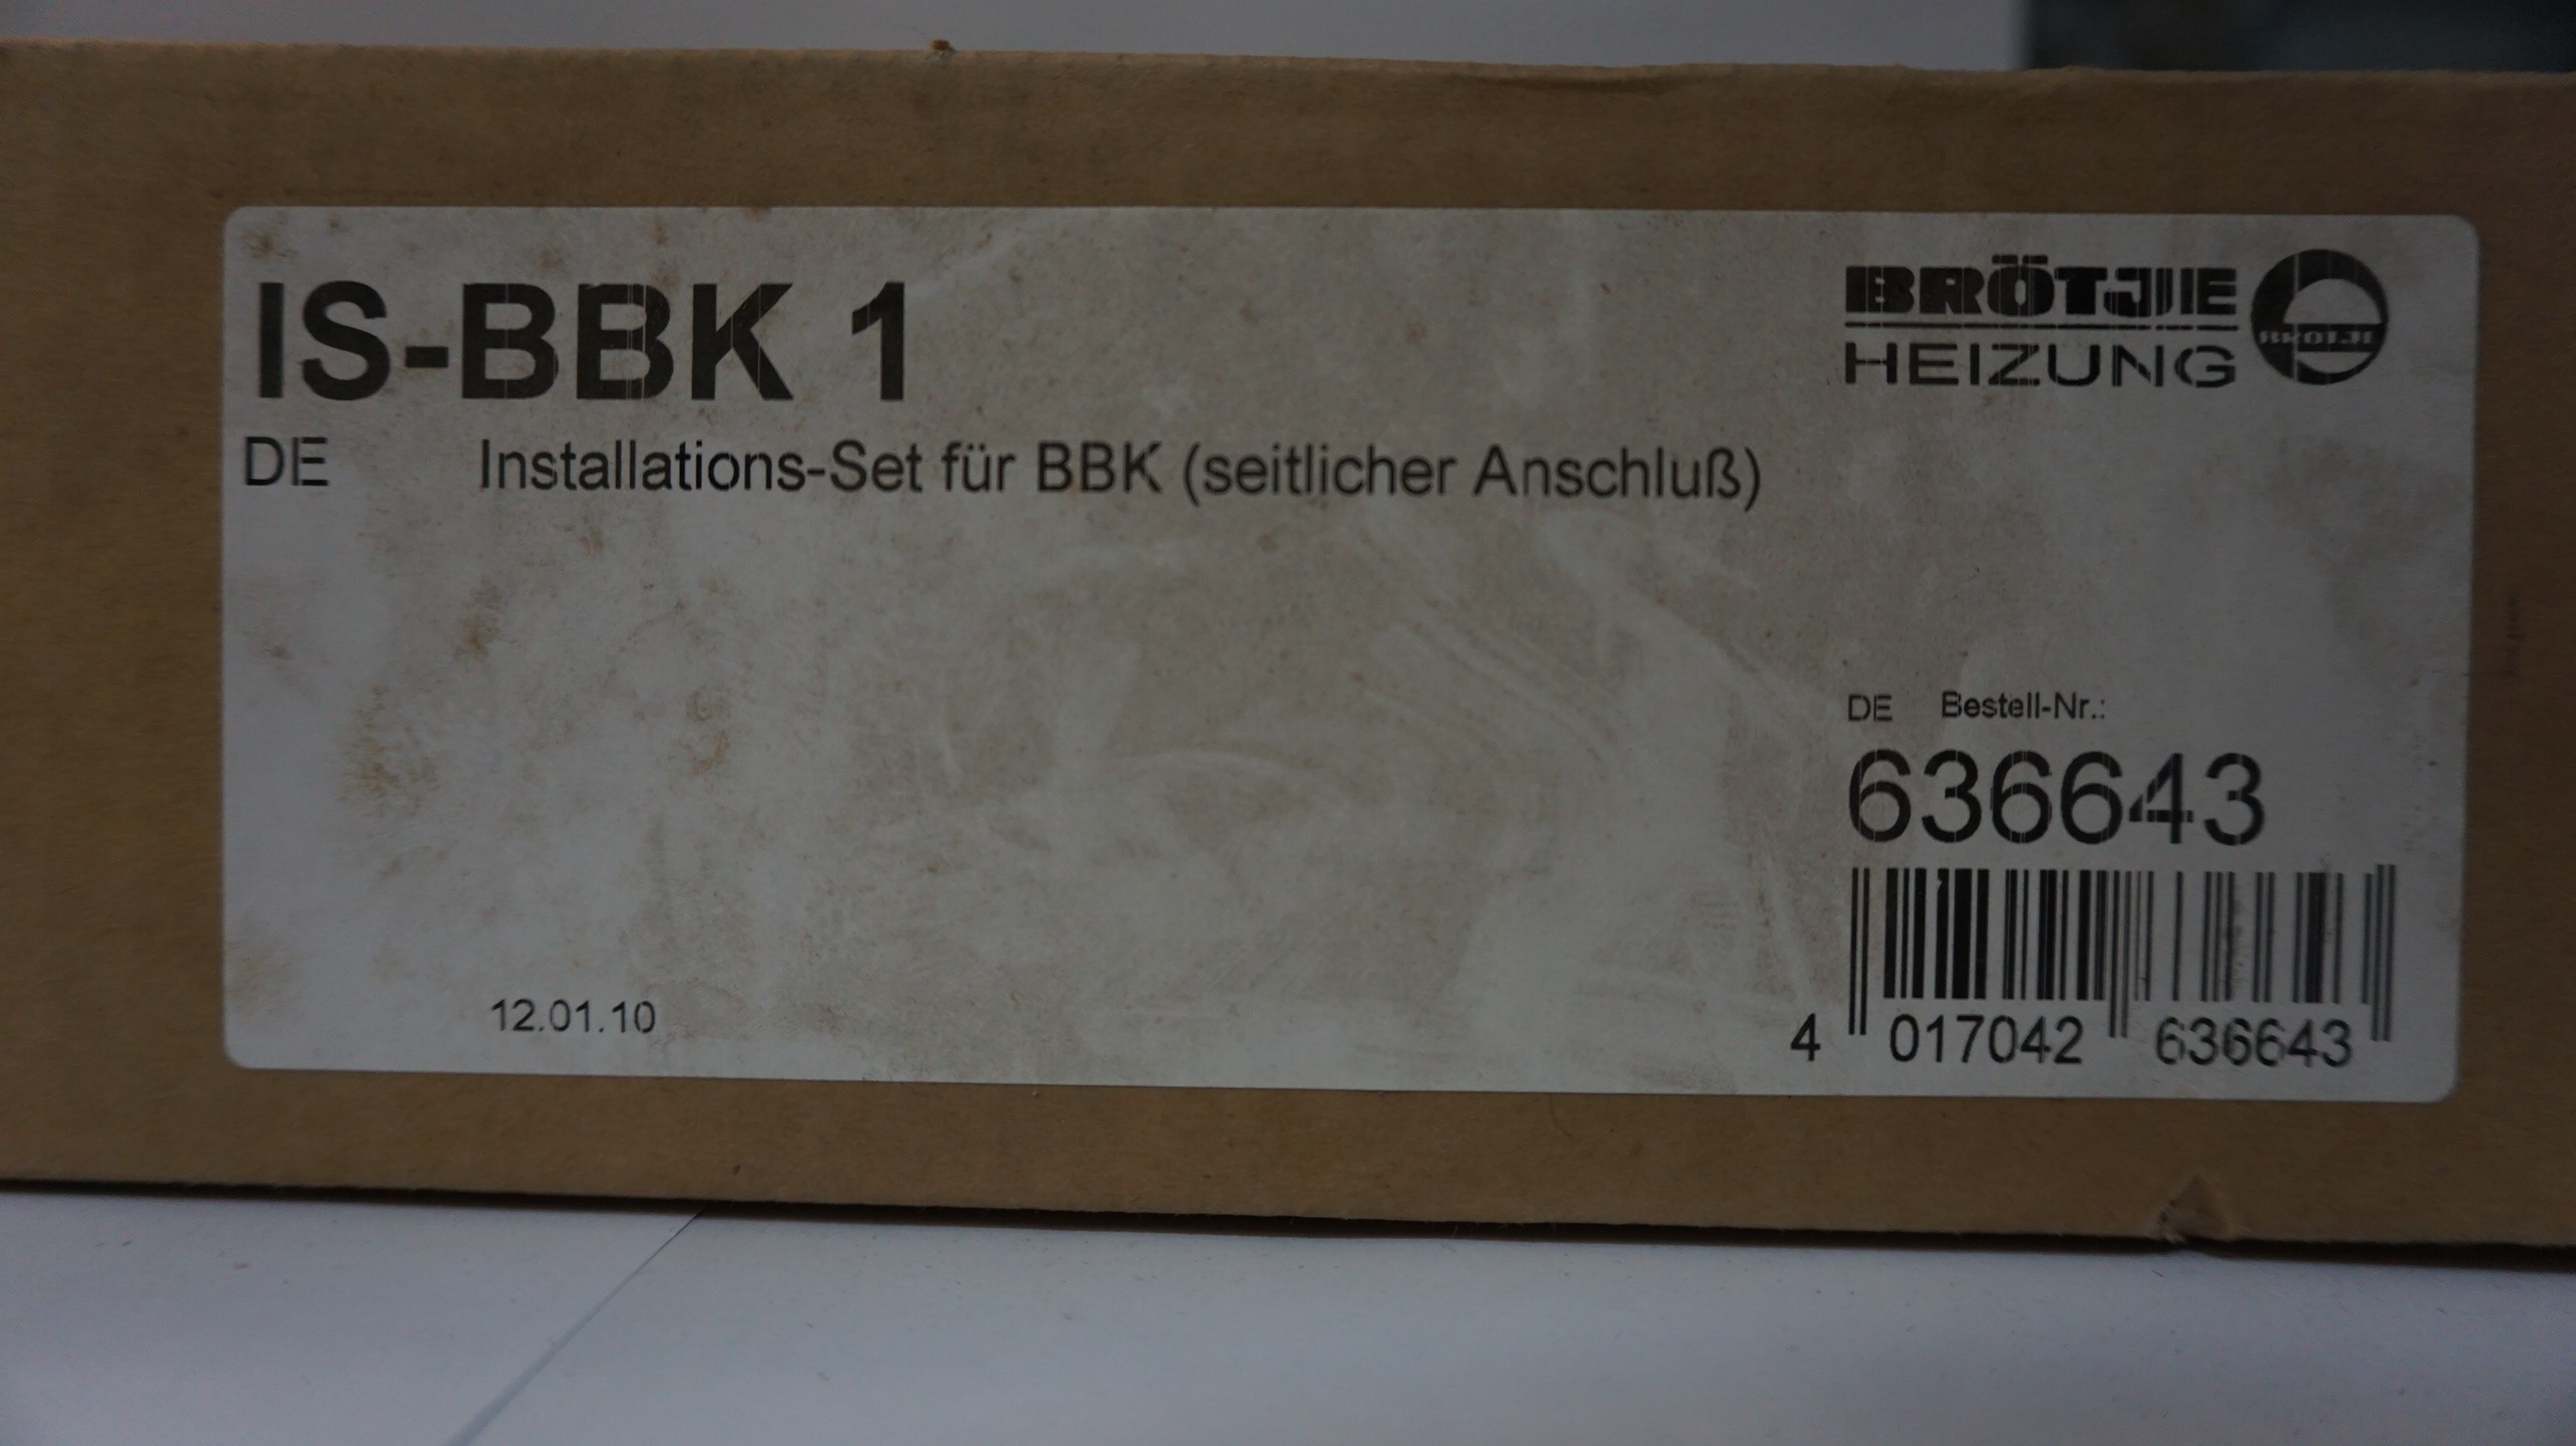 IS-BBK 1
BRÖTJE
HEIZUNG
BRÖTJE
DE Installations-Set für BBK (seitlicher Anschluß)
DE Bestell-Nr.:
636643
12.01.10
4 017042 636643